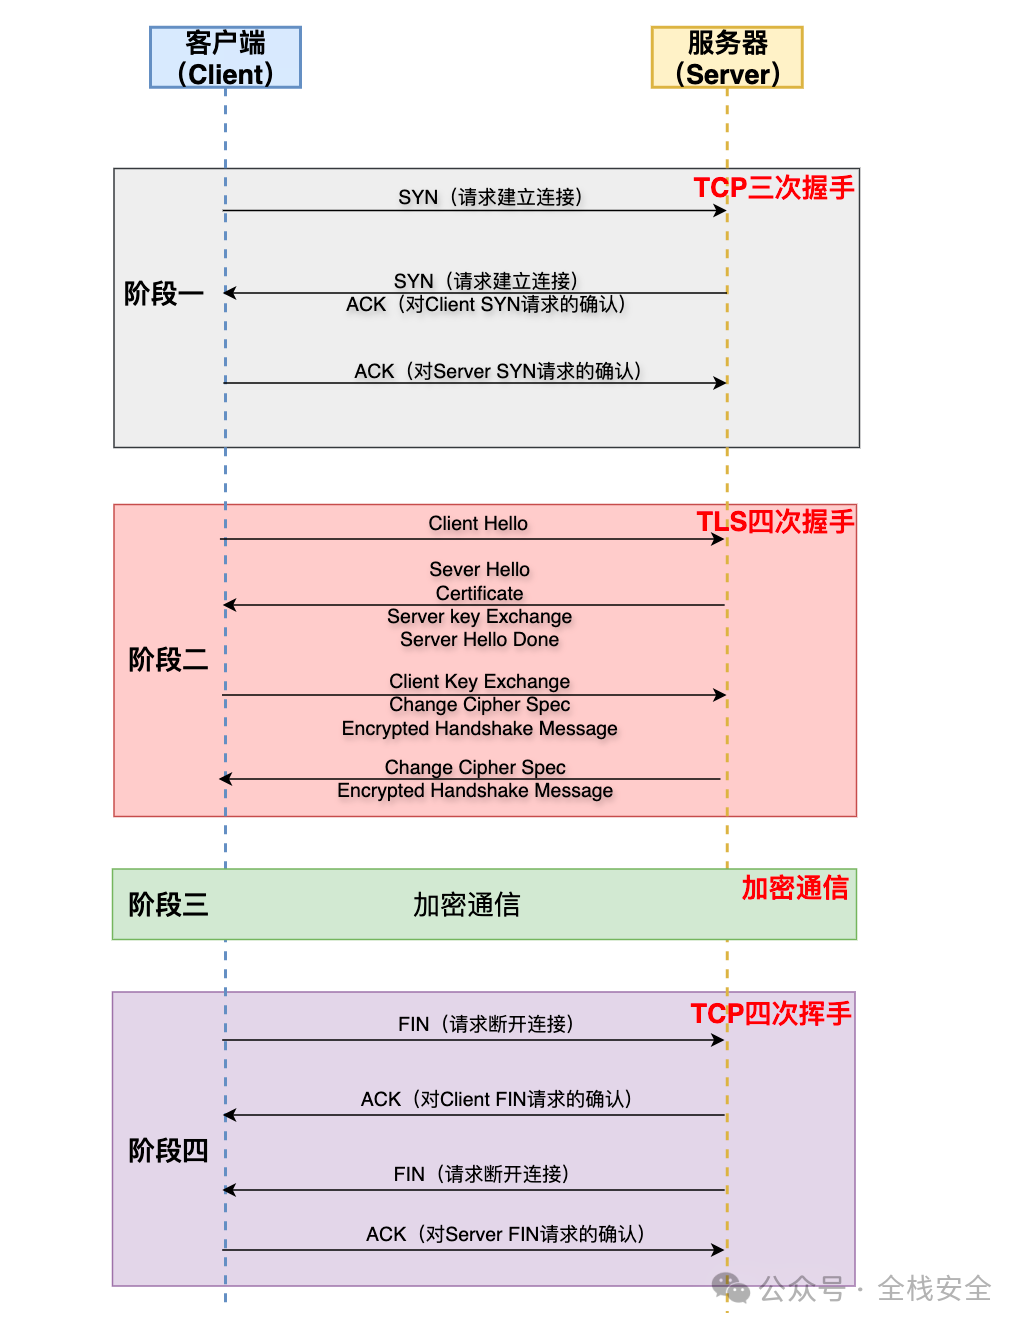 客户端
（Client）
服务器
（Server）
TCP三次握手
SYN（请求建立连接）
阶段一
SYN（请求建立连接）
ACK（对Client SYN请求的确认）
ACK（对Server SYN请求的确认）
TLS四次握手
Client Hello
Sever Hello
Certificate
Server key Exchange
Server Hello Done
阶段二
Client Key Exchange
Change Cipher Spec
Encrypted Handshake Message
Change Cipher Spec
Encrypted Handshake Message
加密通信
阶段三
加密通信
TCP四次挥手
FIN（请求断开连接）
ACK（对Client FIN请求的确认）
阶段四
FIN（请求断开连接）
ACK（对Server FIN请求的确认）
公众号 · 全栈安全